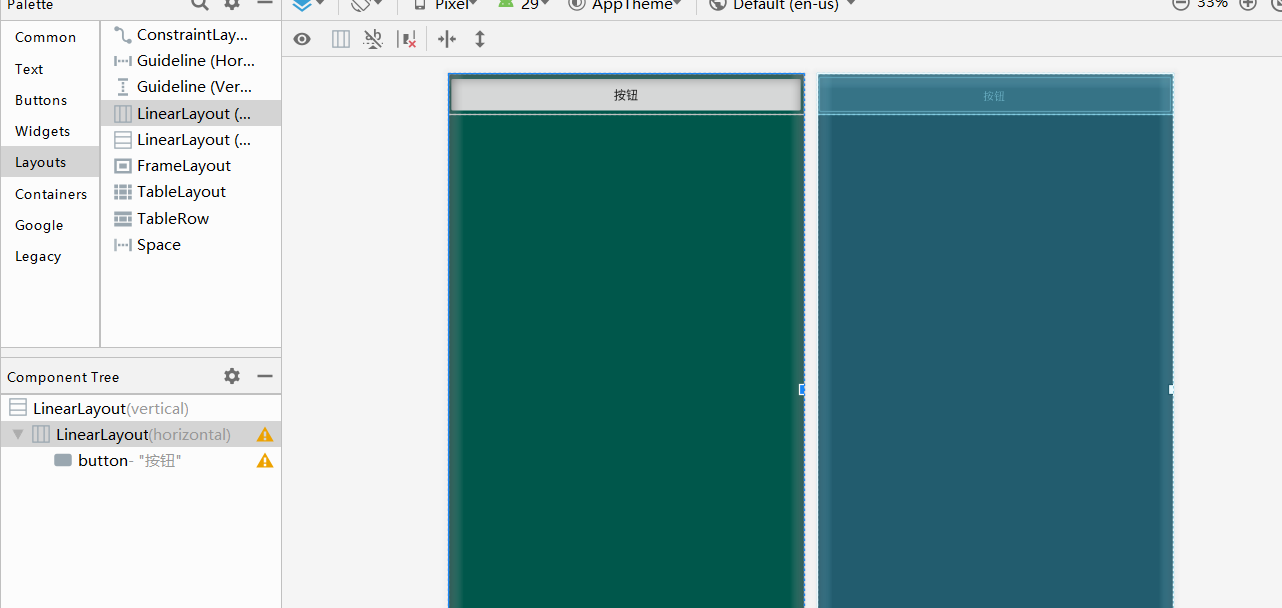 Palette
Pixel
29
AppTheme
Default (en-us)
33%
Common
Text
Buttons
Widgets
Layouts
Containers
Google
Legacy
ConstraintLay...
Guideline (Hor...
Guideline (Ver...
LinearLayout (...
LinearLayout (...
FrameLayout
TableLayout
TableRow
Space
ab
按钮
按钮
Component Tree
LinearLayout(vertical)
LinearLayout(horizontal)
button- "按钮"